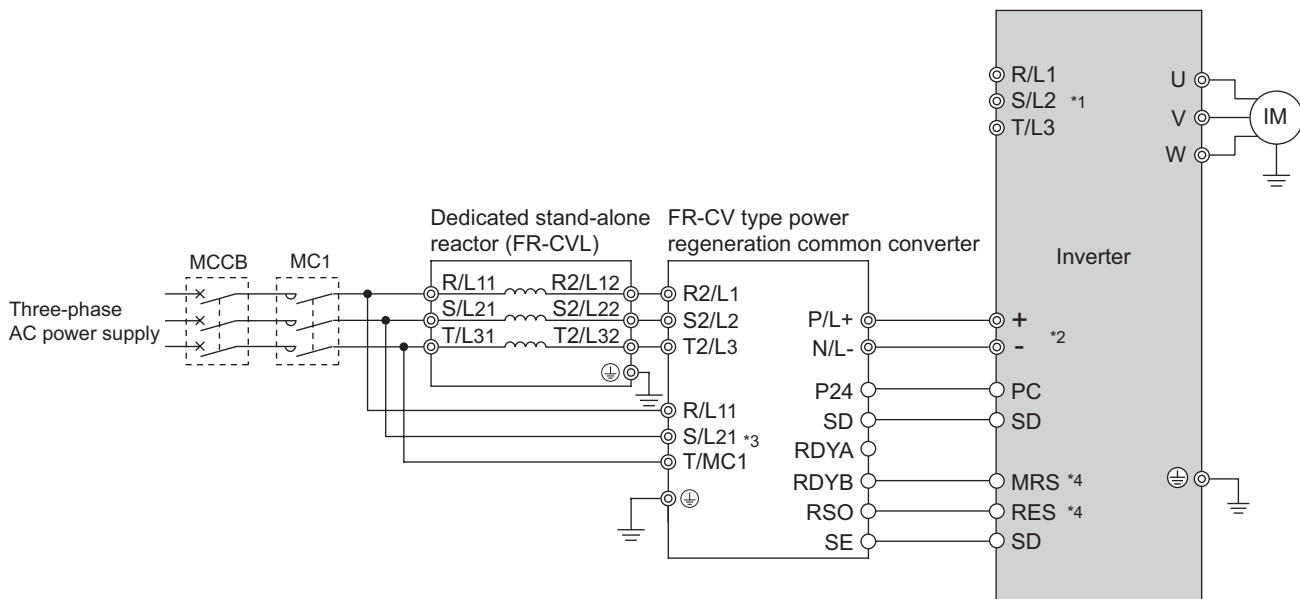 R/L1
S/L2 *1
T/L3
U
V
W
IM
Dedicated stand-alone
reactor (FR-CVL)
FR-CV type power
regeneration common converter
Inverter
MCCB
MC1
Three-phase
AC power supply
R/L11
R2/L12
S/L21
S2/L22
T/L31
T2/L32
R2/L1
S2/L2
T2/L3
R/L11
S/L21 *3
T/MC1
P/L+
N/L-
P24
SD
RDYA
RDYB
RSO
SE
+
*2
-
PC
SD
MRS *4
RES *4
SD